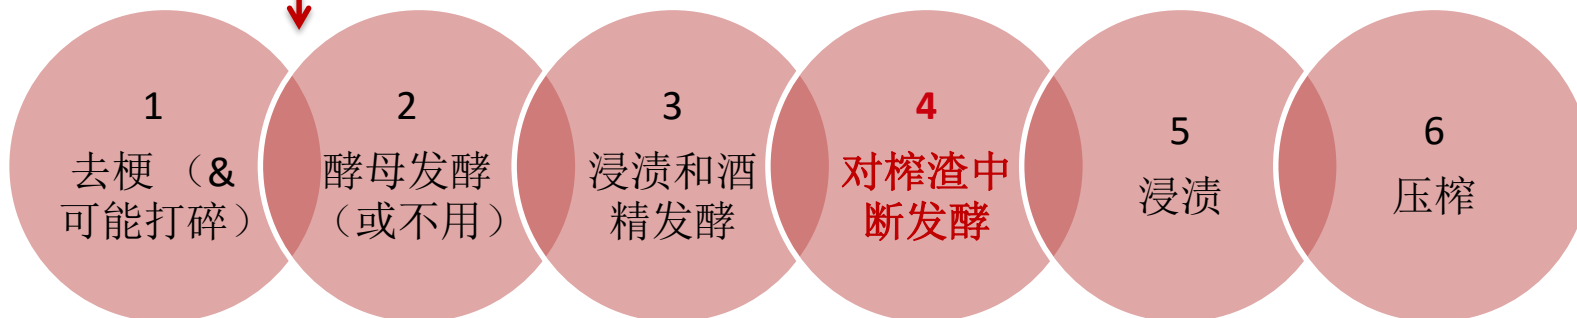 1
去梗 （&
可能打碎）
2
酵母发酵
（或不用）
3
浸渍和酒
精发酵
4
对榨渣中
断发酵
5
浸渍
6
压榨